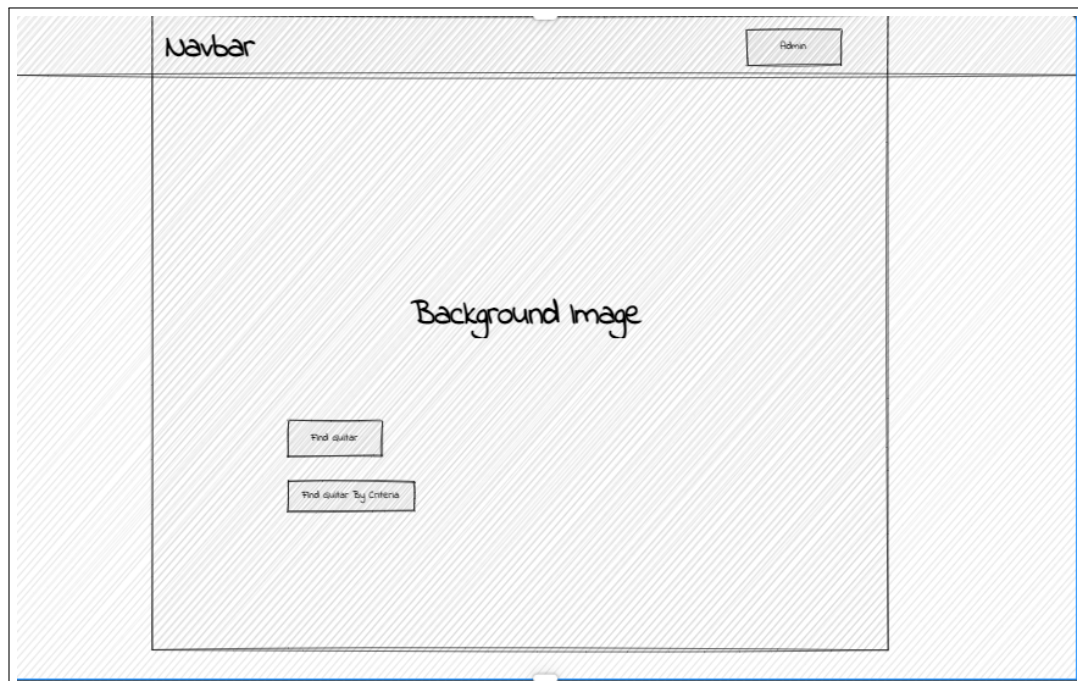 Navbar
Admin
Background Image
Find guitar
Find guitar By Criteria